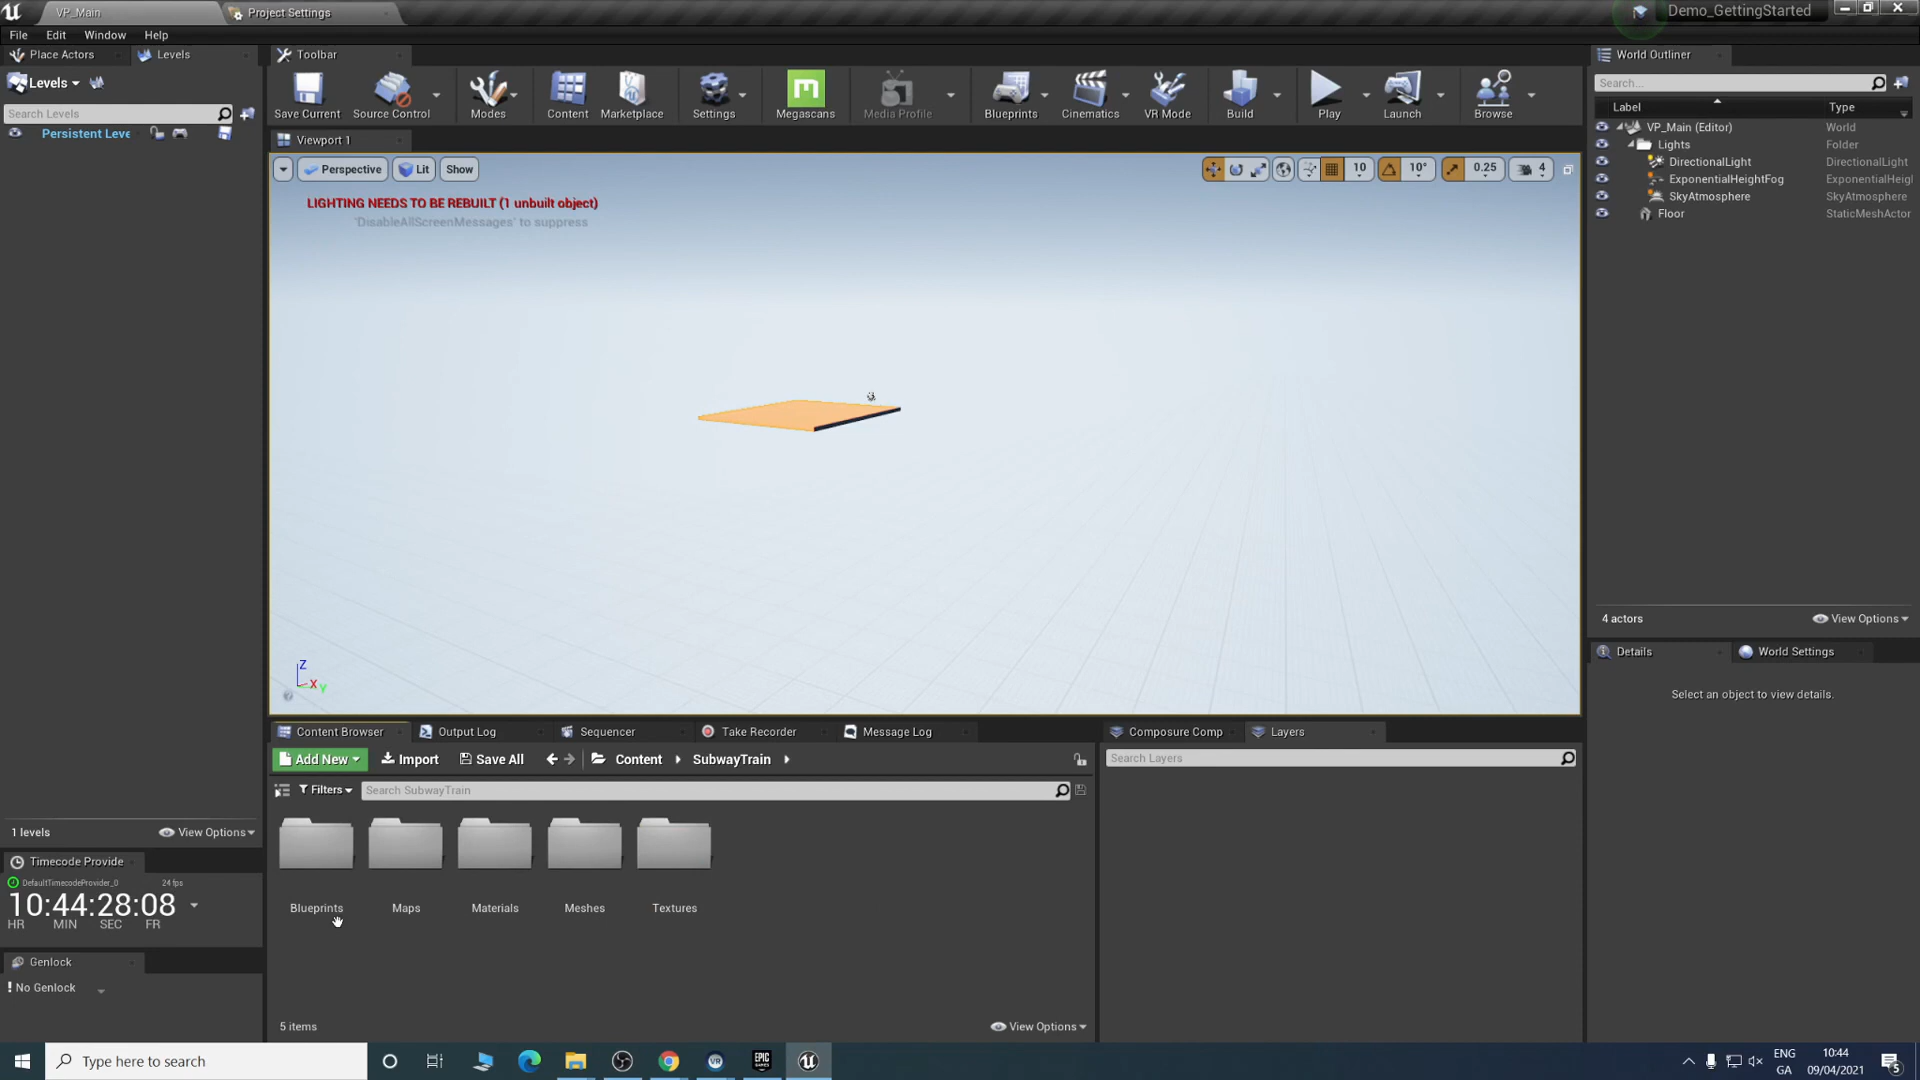 VP_Main
Project Settings
Demo_GettingStarted
File Edit Window Help
Place Actors
Levels
Toolbar
World Outliner
Levels
Search Levels
Persistent Leve
Save Current
Source Control
Modes
Content
Marketplace
Settings
Megascans
Media Profile
Blueprints
Cinematics
VR Mode
Build
Play
Launch
Browse
Search...
Label
Type
VP_Main (Editor)
World
Lights
Folder
DirectionalLight
DirectionalLight
ExponentialHeightFog
ExponentialHeigl
SkyAtmosphere
SkyAtmosphere
Floor
StaticMeshActor
Viewport 1
Perspective
Lit
Show
10
10°
0.25
4
LIGHTING NEEDS TO BE REBUILT (1 unbuilt object)
'DisableAllScreenMessages' to suppress
Z
X
Y
4 actors
View Options
Details
World Settings
Select an object to view details.
Content Browser
Output Log
Sequencer
Take Recorder
Message Log
Composure Comp
Layers
Add New
Import
Save All
Content
SubwayTrain
Search Layers
Filters
Search SubwayTrain
Blueprints
Maps
Materials
Meshes
Textures
5 items
View Options
1 levels
View Options
Timecode Provide
DefaultTimecodeProvider_0
24 fps
10:44:28:08
HR MIN SEC FR
Genlock
! No Genlock
Type here to search
VR
EPIC GAMES
ENG
GA
10:44
09/04/2021
5